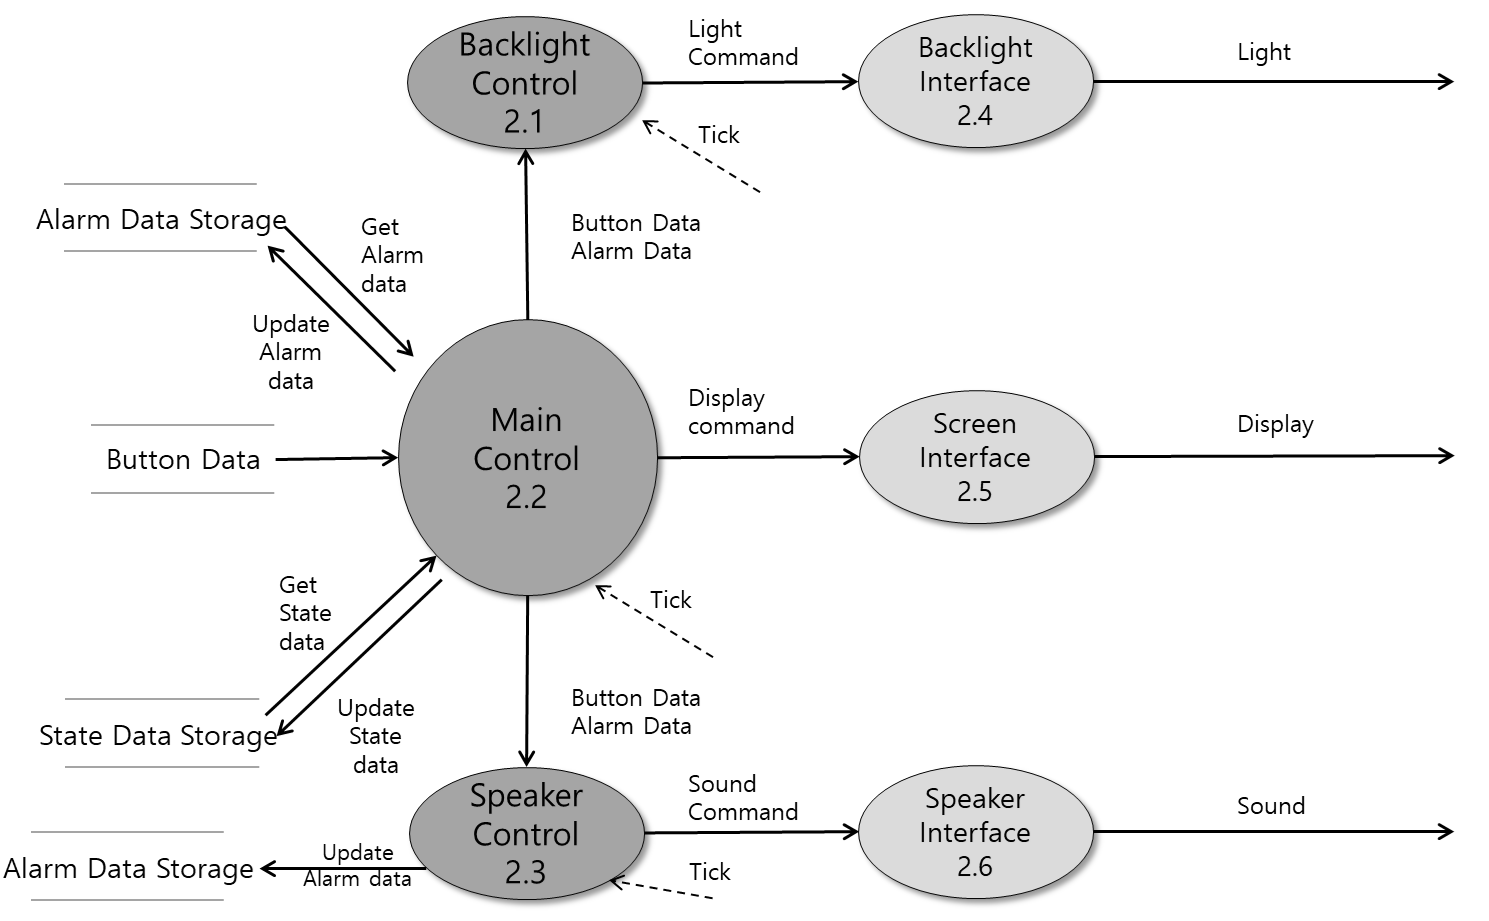 Backlight
Control
2.1
Light
Command
Backlight
Interface
2.4
Light
Tick
Alarm Data Storage
Get
Alarm
data
Button Data
Alarm Data
Update
Alarm
data
Button Data
Main
Control
2.2
Display
command
Screen
Interface
2.5
Display
Get
State
data
Tick
State Data Storage
Update
State
data
Button Data
Alarm Data
Speaker
Control
2.3
Sound
Command
Speaker
Interface
2.6
Sound
Alarm Data Storage
Update
Alarm data
Tick